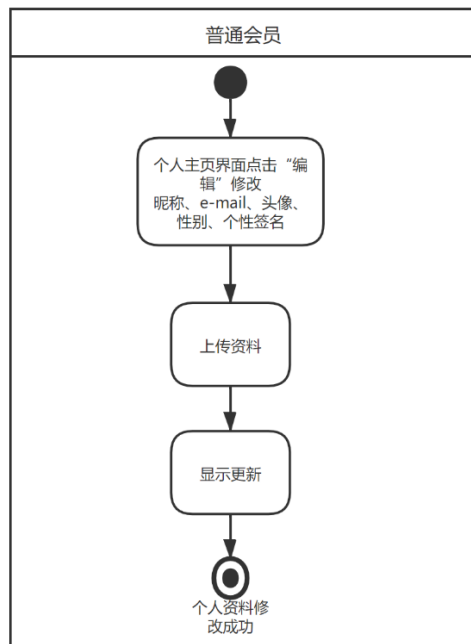 普通会员
个人主页界面点击“编
辑”修改
昵称、e-mail、头像、
性别、个性签名
上传资料
显示更新
个人资料修
改成功